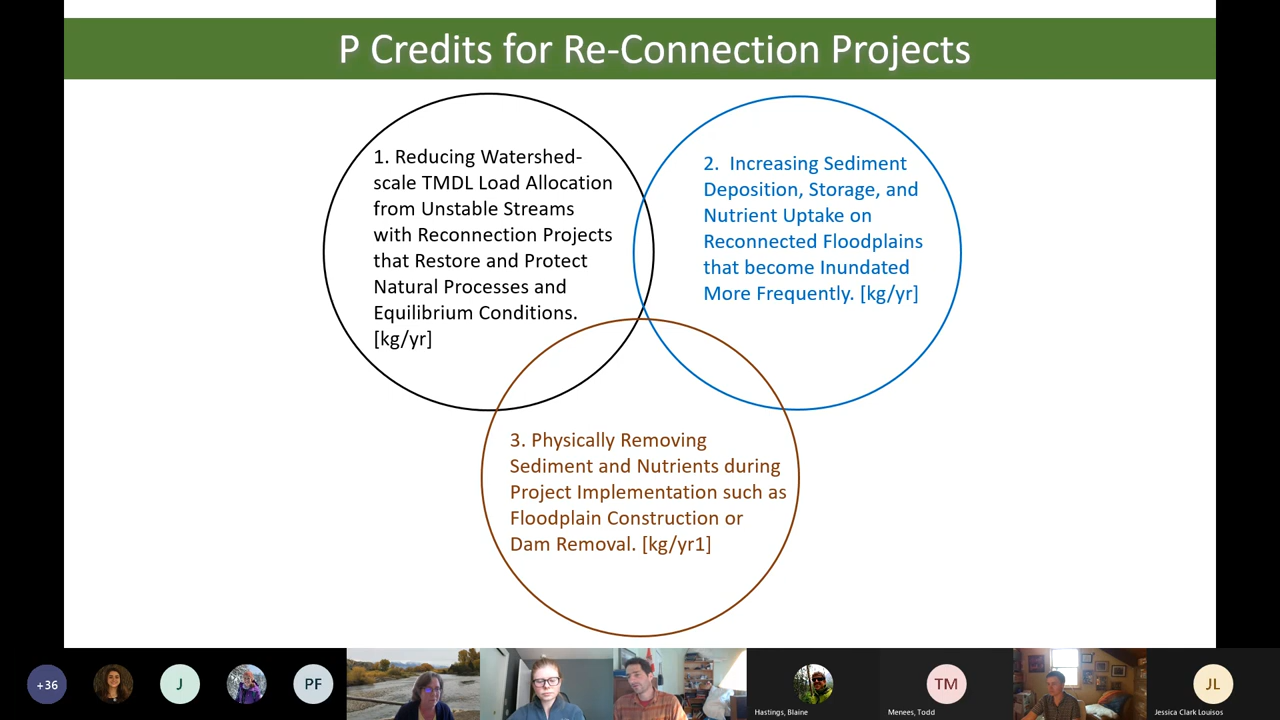 P Credits for Re-Connection Projects
1. Reducing Watershed-
scale TMDL Load Allocation
from Unstable Streams
with Reconnection Projects
that Restore and Protect
Natural Processes and
Equilibrium Conditions.
[kg/yr]
2.  Increasing Sediment
Deposition, Storage, and
Nutrient Uptake on
Reconnected Floodplains
that become Inundated
More Frequently. [kg/yr]
3. Physically Removing
Sediment and Nutrients during
Project Implementation such as
Floodplain Construction or
Dam Removal. [kg/yr1]
+36
J
PF
TM
JL
Hastings, Blaine
Menees, Todd
Jessica Clark Louisos